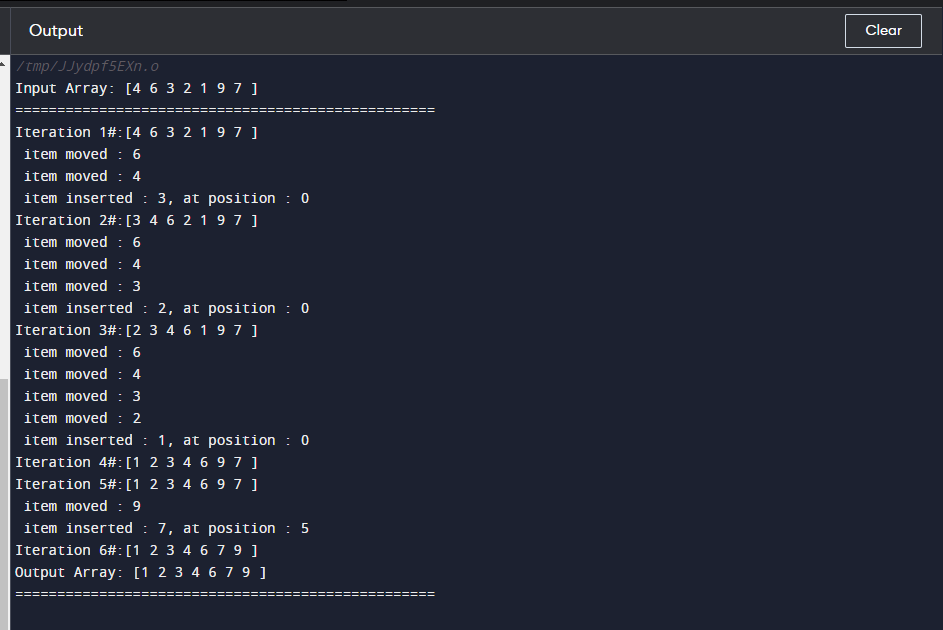 Output
Clear
/tmp/JJydpf5EXn.o
Input Array: [4 6 3 2 1 9 7 ]
==================================================
Iteration 1#:[4 6 3 2 1 9 7 ]
 item moved : 6
 item moved : 4
 item inserted : 3, at position : 0
Iteration 2#:[3 4 6 2 1 9 7 ]
 item moved : 6
 item moved : 4
 item moved : 3
 item inserted : 2, at position : 0
Iteration 3#:[2 3 4 6 1 9 7 ]
 item moved : 6
 item moved : 4
 item moved : 3
 item moved : 2
 item inserted : 1, at position : 0
Iteration 4#:[1 2 3 4 6 9 7 ]
Iteration 5#:[1 2 3 4 6 9 7 ]
 item moved : 9
 item inserted : 7, at position : 5
Iteration 6#:[1 2 3 4 6 7 9 ]
Output Array: [1 2 3 4 6 7 9 ]
==================================================